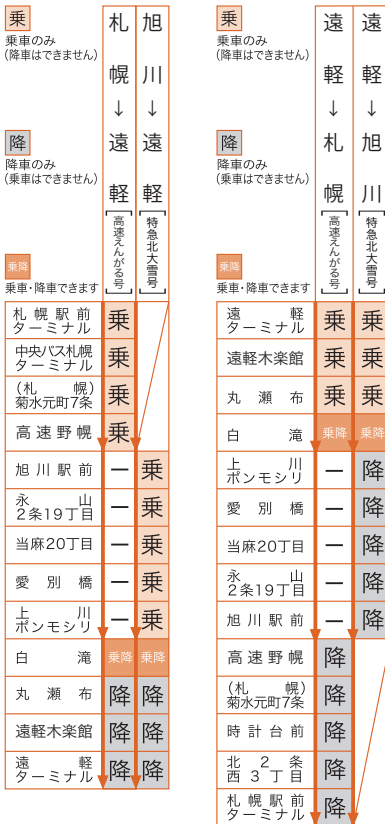 乗
乗車のみ
(降車はできません)
降
降車のみ
(乗車はできません)
乗降
乗車・降車できます
札幌→遠軽
[高速えんがる号]
旭川→遠軽
[特急北大雪号]
札幌駅前
ターミナル 乗
中央バス札幌
ターミナル 乗
(札幌)
菊水元町7条 乗
高速野幌 乗
旭川駅前 ー 乗
永山
2条19丁目 ー 乗
当麻20丁目 ー 乗
愛別橋 ー 乗
上川
ポンモシリ ー 乗
白滝 乗降 乗降
丸瀬布 降 降
遠軽木楽館 降 降
遠軽
ターミナル 降 降
乗
乗車のみ
(降車はできません)
降
降車のみ
(乗車はできません)
乗降
乗車・降車できます
遠軽→札幌
[高速えんがる号]
遠軽→旭川
[特急北大雪号]
遠軽
ターミナル 乗 乗
遠軽木楽館 乗 乗
丸瀬布 乗 乗
白滝 乗降 乗降
上川
ポンモシリ ー 降
愛別橋 ー 降
当麻20丁目 ー 降
永山
2条19丁目 ー 降
旭川駅前 ー 降
高速野幌 降
(札幌)
菊水元町7条 降
時計台前 降
北2条
西3丁目 降
札幌駅前
ターミナル 降